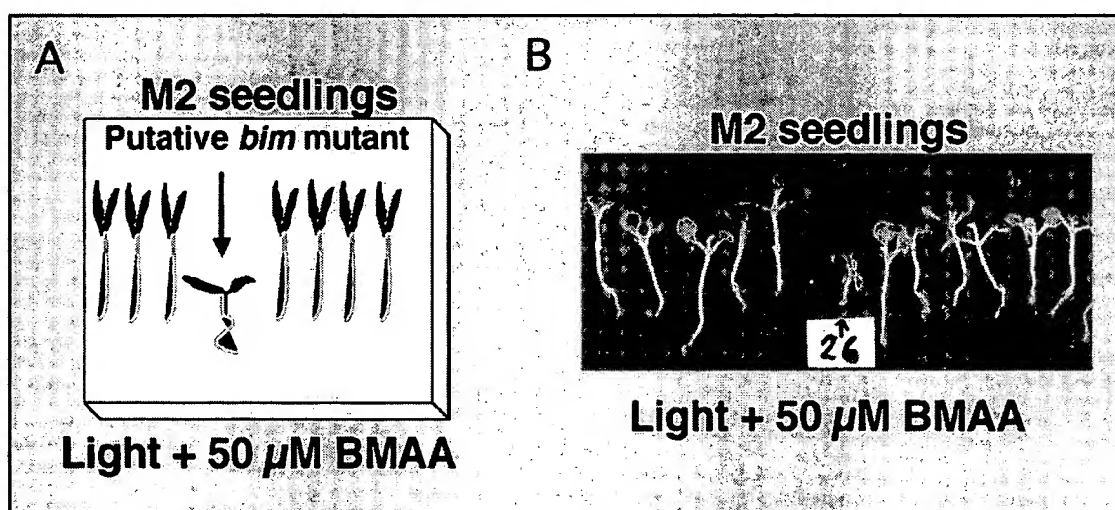 A
M2 seedlings
Putative bim mutant
Light + 50 µM BMAA
B
M2 seedlings
26
Light + 50 µM BMAA